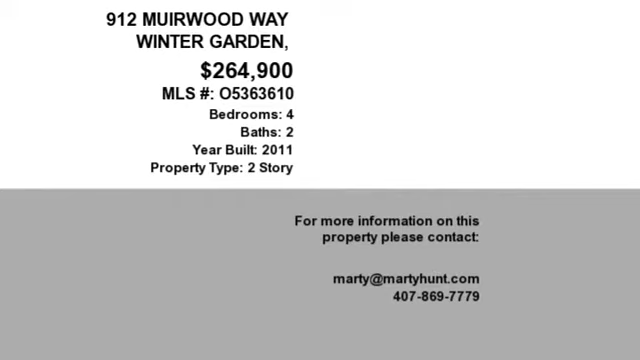 912 MUIRWOOD WAY
WINTER GARDEN,
$264,900
MLS #: O5363610
Bedrooms: 4
Baths: 2
Year Built: 2011
Property Type: 2 Story
For more information on this
property please contact:
marty@martyhunt.com
407-869-7779